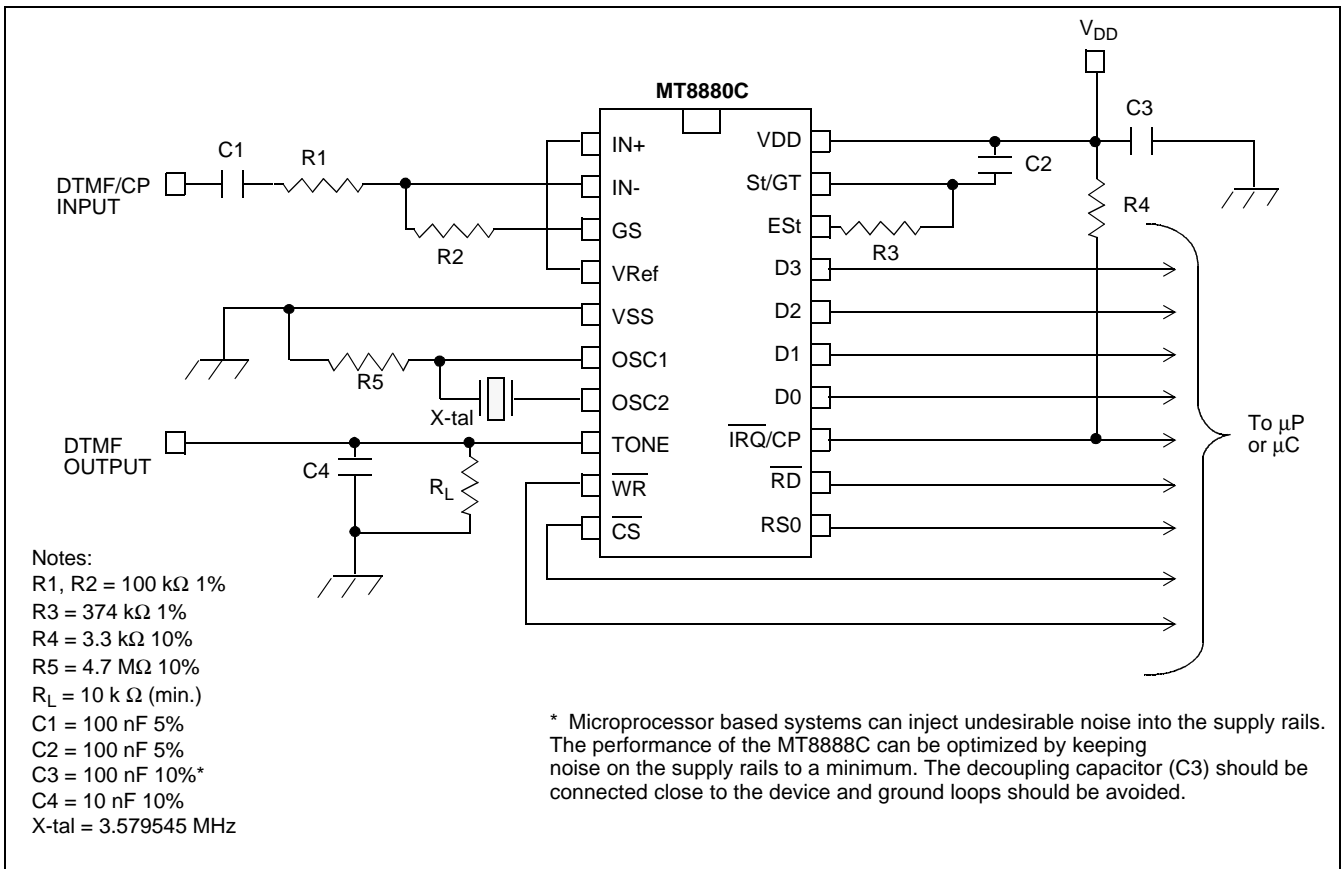 V_DD
MT8880C
C3
C1
R1
IN+
VDD
C2
DTMF/CP
INPUT
IN-
St/GT
R4
R2
GS
ESt
R3
VRef
D3
VSS
D2
OSC1
D1
R5
X-tal
OSC2
D0
DTMF
OUTPUT
TONE
I̅R̅Q̅/CP
To µP
or µC
C4
R_L
W̅R̅
R̅D̅
C̅S̅
RS0
Notes:
R1, R2 = 100 kΩ 1%
R3 = 374 kΩ 1%
R4 = 3.3 kΩ 10%
R5 = 4.7 MΩ 10%
R_L = 10 k Ω (min.)
C1 = 100 nF 5%
C2 = 100 nF 5%
C3 = 100 nF 10%*
C4 = 10 nF 10%
X-tal = 3.579545 MHz
* Microprocessor based systems can inject undesirable noise into the supply rails.
The performance of the MT8888C can be optimized by keeping
noise on the supply rails to a minimum. The decoupling capacitor (C3) should be
connected close to the device and ground loops should be avoided.